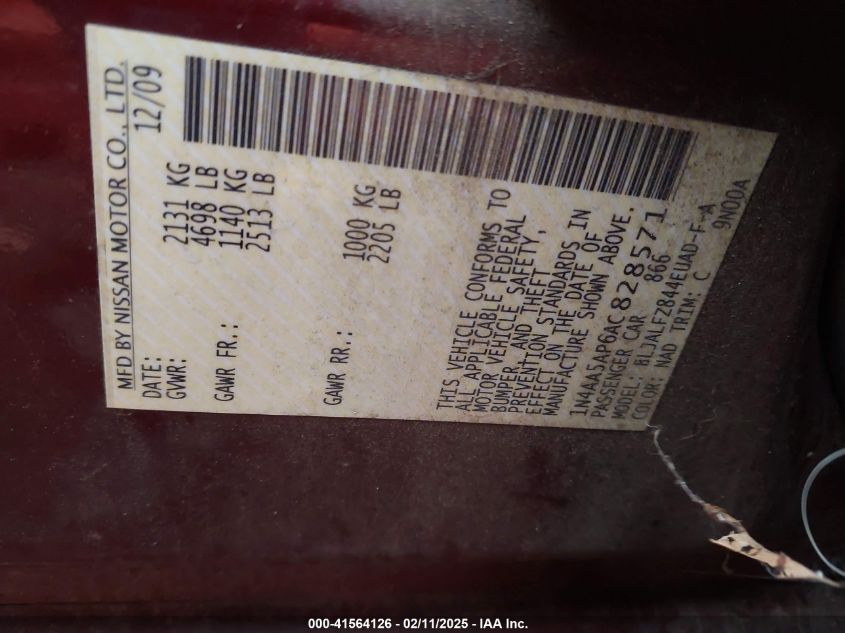 MFD BY NISSAN MOTOR CO., LTD.
DATE: 12/09
GVWR: 2131 KG
4698 LB
GAWR FR.: 1140 KG
2513 LB
GAWR RR.: 1000 KG
2205 LB
THIS VEHICLE CONFORMS TO
ALL APPLICABLE FEDERAL
MOTOR VEHICLE SAFETY,
BUMPER, AND THEFT
PREVENTION STANDARDS IN
EFFECT ON THE DATE OF
MANUFACTURE SHOWN ABOVE.
1N4AA5AP6AC828571
PASSENGER CAR 866
MODEL: BLJALFZ844EUAD-F-A
COLOR: NAD TRIM: C 9N00A
000-41564126 - 02/11/2025 - IAA Inc.